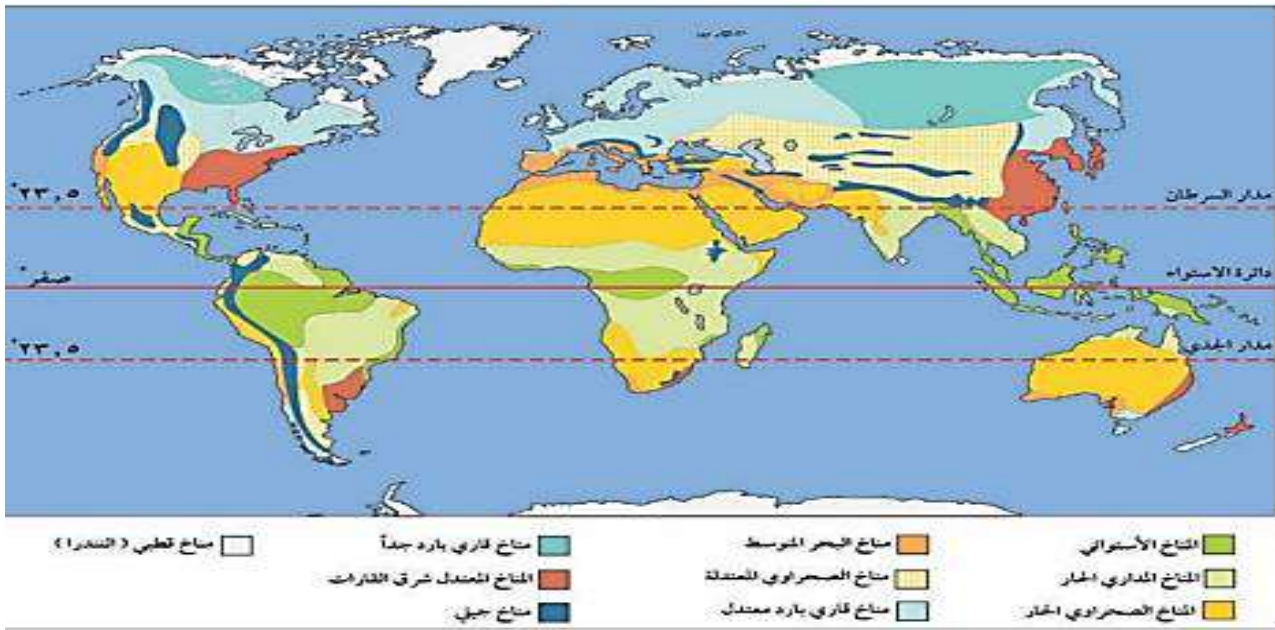 مدار السرطان ٢٣,٥°
دائرة الاستواء صفر°
مدار الجدي ٢٣,٥°
المناخ الأستوائي
مناخ البحر المتوسط
مناخ قاري بارد جداً
مناخ قطبي (التندرا)
المناخ المداري الحار
مناخ الصحراوي المعتدلة
المناخ المعتدل شرق القارات
المناخ الصحراوي الحار
مناخ قاري بارد معتدل
مناخ جبلي